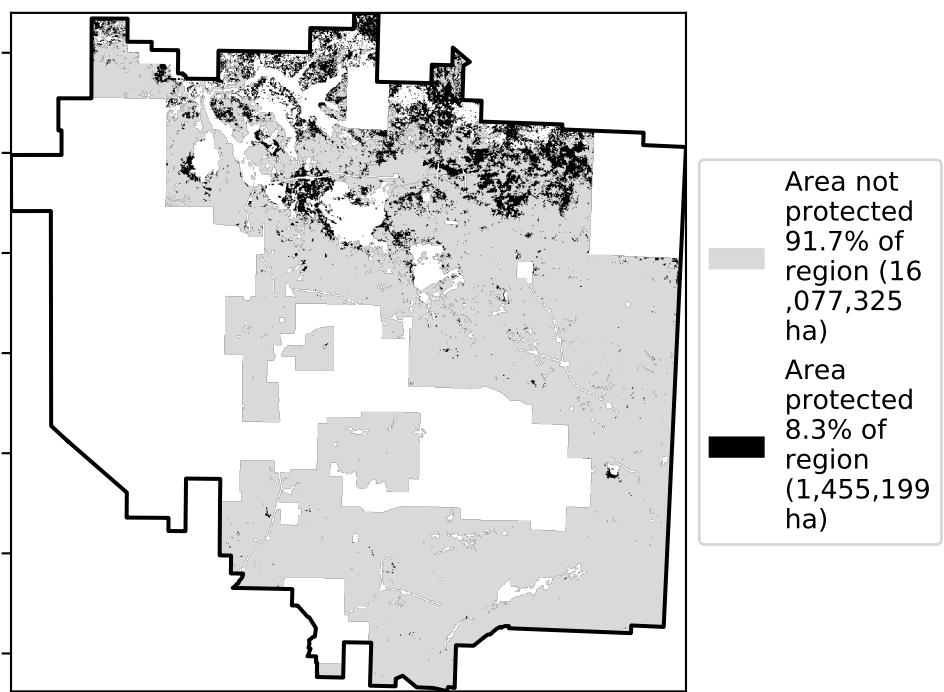 Area not
protected
91.7% of
region (16
,077,325
ha)
Area
protected
8.3% of
region
(1,455,199
ha)